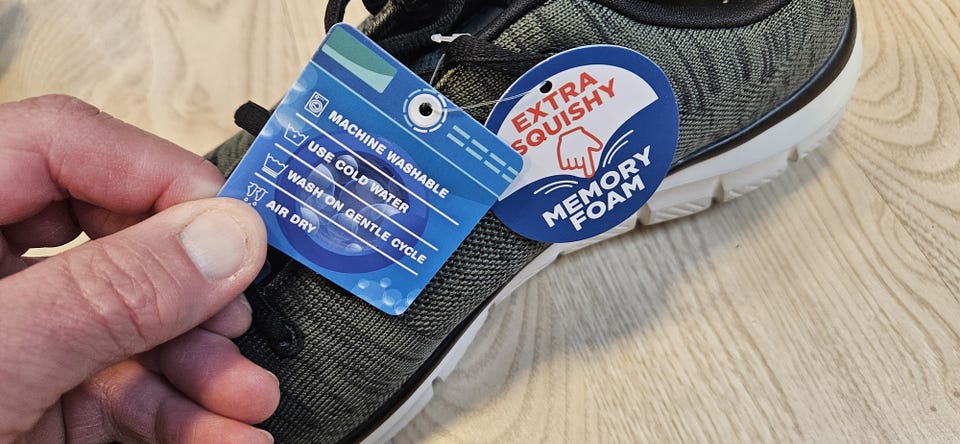 MACHINE WASHABLE
USE COLD WATER
WASH ON GENTLE CYCLE
AIR DRY
EXTRA
SQUISHY
MEMORY
FOAM